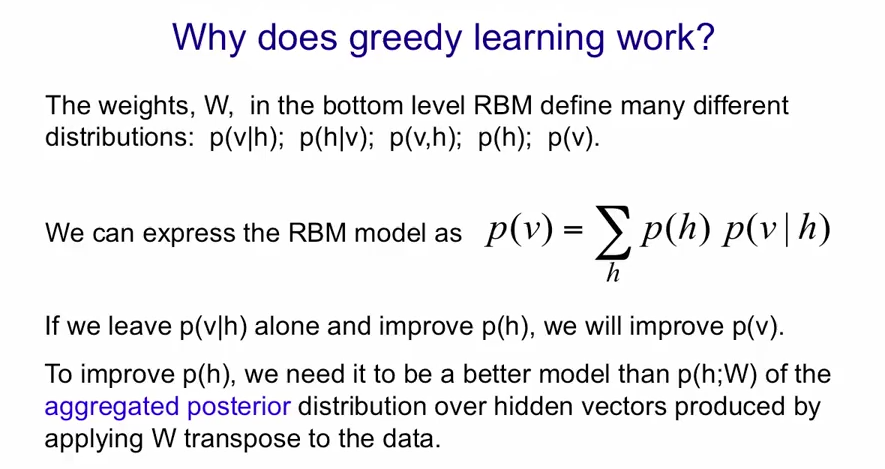 Why does greedy learning work?
The weights, W, in the bottom level RBM define many different
distributions: p(v|h); p(h|v); p(v,h); p(h); p(v).
We can express the RBM model as p(v) = ∑ p(h) p(v | h)
h
If we leave p(v|h) alone and improve p(h), we will improve p(v).
To improve p(h), we need it to be a better model than p(h;W) of the
aggregated posterior distribution over hidden vectors produced by
applying W transpose to the data.